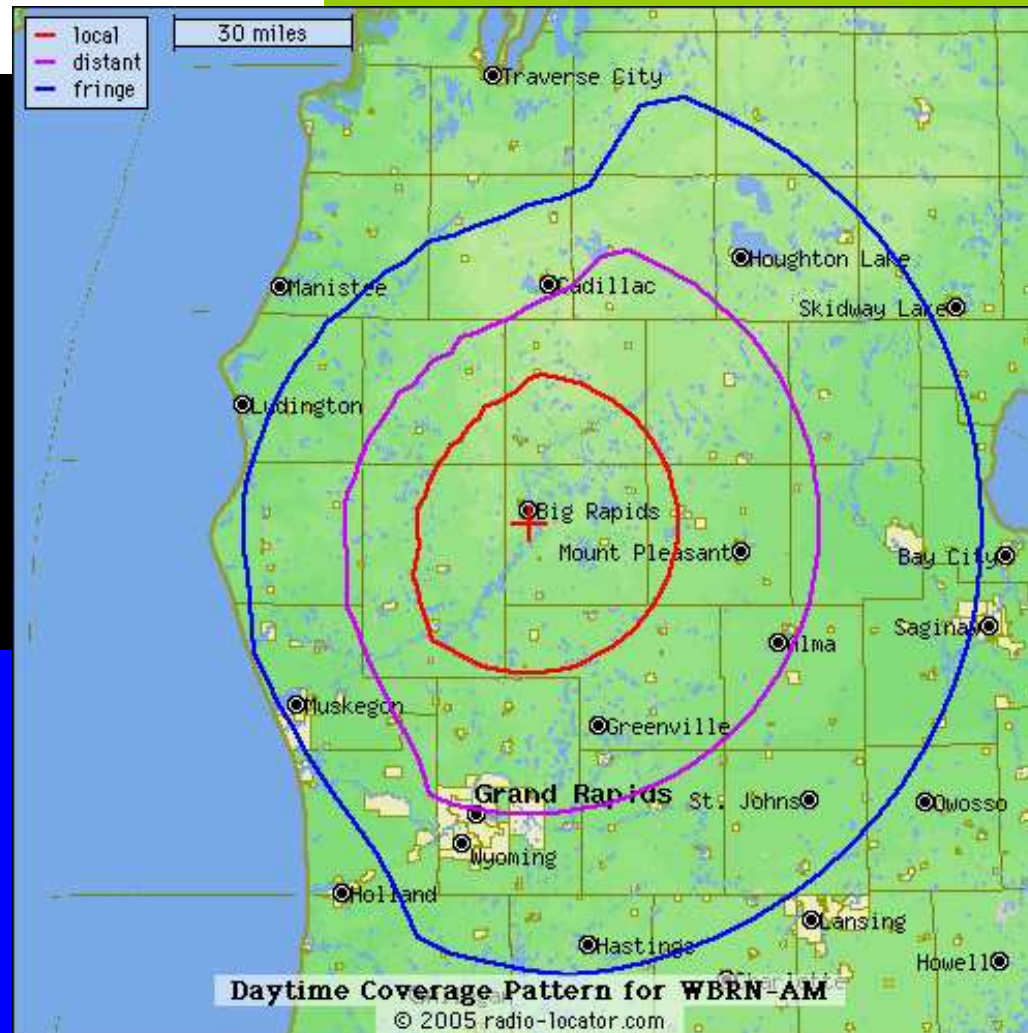 local
30 miles
distant
fringe
Traverse City
Houghton Lake
Cadillac
Manistee
Skidway Lake
Ludington
Big Rapids
Mount Pleasant
Bay City
Saginaw
Alma
Muskegon
Greenville
Grand Rapids
St. Johns
Owosso
Wyoming
Holland
Lansing
Hastings
Howell
Charlotte
Daytime Coverage Pattern for WBRN-AM
© 2005 radio-locator.com